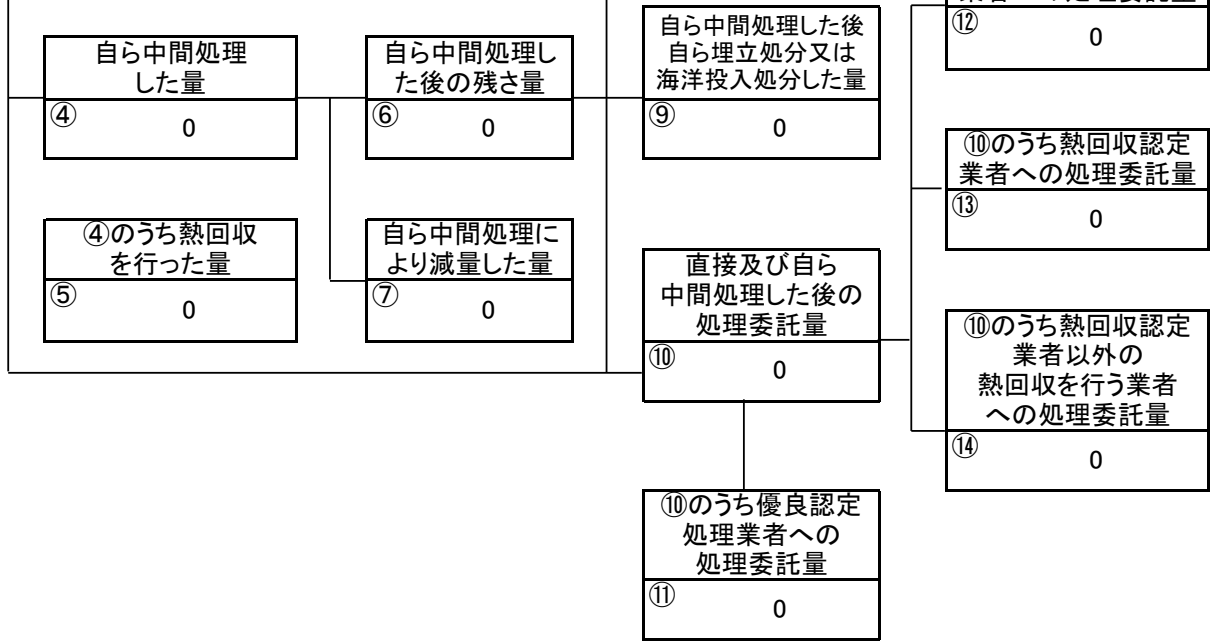 ⑫
0
自ら中間処理
した量
④
0
自ら中間処理し
た後の残さ量
⑥
0
自ら中間処理した後
自ら埋立処分又は
海洋投入処分した量
⑨
0
⑩のうち熱回収認定
業者への処理委託量
⑬
0
④のうち熱回収
を行った量
⑤
0
自ら中間処理に
より減量した量
⑦
0
直接及び自ら
中間処理した後の
処理委託量
⑩
0
⑩のうち熱回収認定
業者以外の
熱回収を行う業者
への処理委託量
⑭
0
⑩のうち優良認定
処理業者への
処理委託量
⑪
0